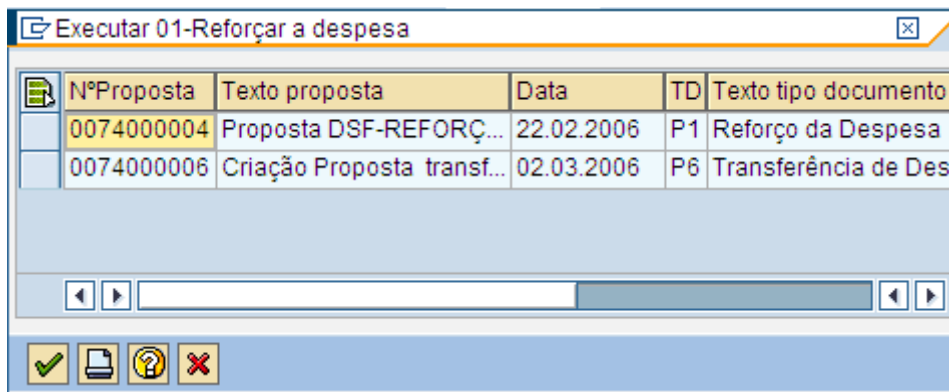 Executar 01-Reforçar a despesa
NºProposta Texto proposta Data TD Texto tipo documento
0074000004 Proposta DSF-REFORÇ... 22.02.2006 P1 Reforço da Despesa
0074000006 Criação Proposta transf... 02.03.2006 P6 Transferência de Des